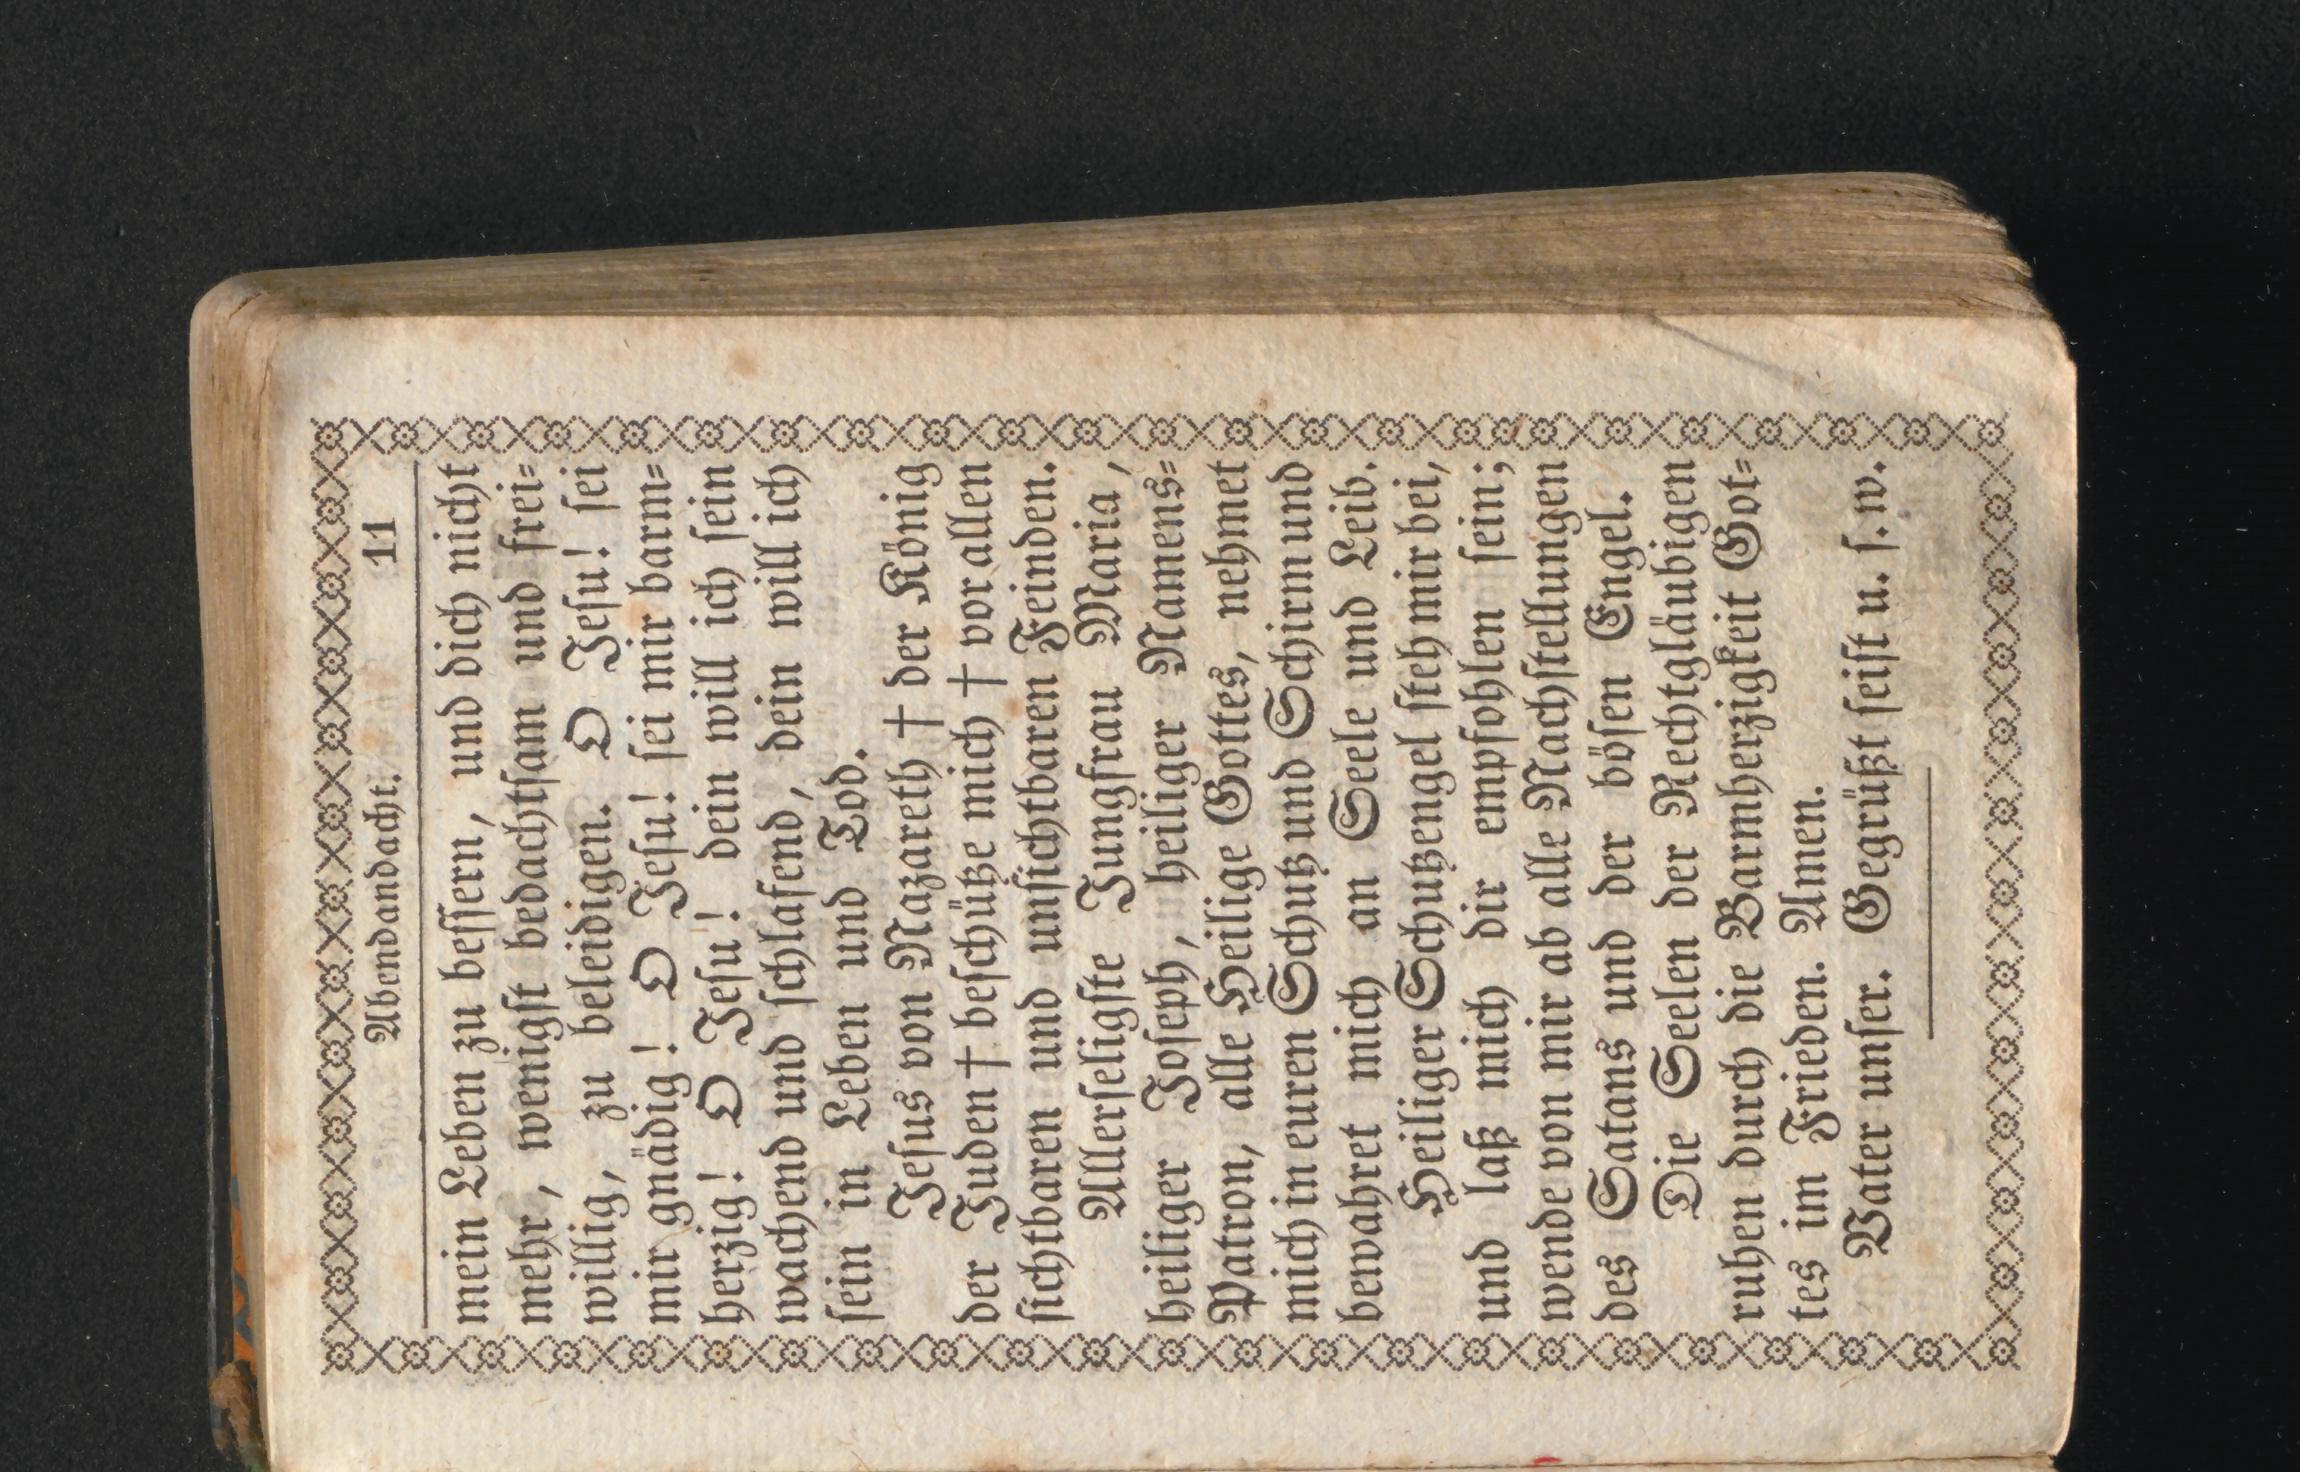 Abendandacht. 11
mein Leben zu bessern, und dich nicht
mehr, wenigst bedachtsam und frei-
willig, zu beleidigen. O Jesu! sei
mir gnädig! O Jesu! sei mir barm-
herzig! O Jesu! dein will ich sein
wachend und schlafend, dein will ich
sein in Leben und Tod.
Jesus von Nazareth † der König
der Juden † beschütze mich † vor allen
sichtbaren und unsichtbaren Feinden.
Allerseligste Jungfrau Maria,
heiliger Joseph, heiliger Namens-
Patron, alle Heilige Gottes, nehmet
mich in euren Schutz und Schirm und
bewahret mich an Seele und Leib.
Heiliger Schutzengel steh mir bei,
und laß mich dir empfohlen sein;
wende von mir ab alle Nachstellungen
des Satans und der bösen Engel.
Die Seelen der Rechtgläubigen
ruhen durch die Barmherzigkeit Got-
tes im Frieden. Amen.
Vater unser. Gegrüßt seist u. s. w.